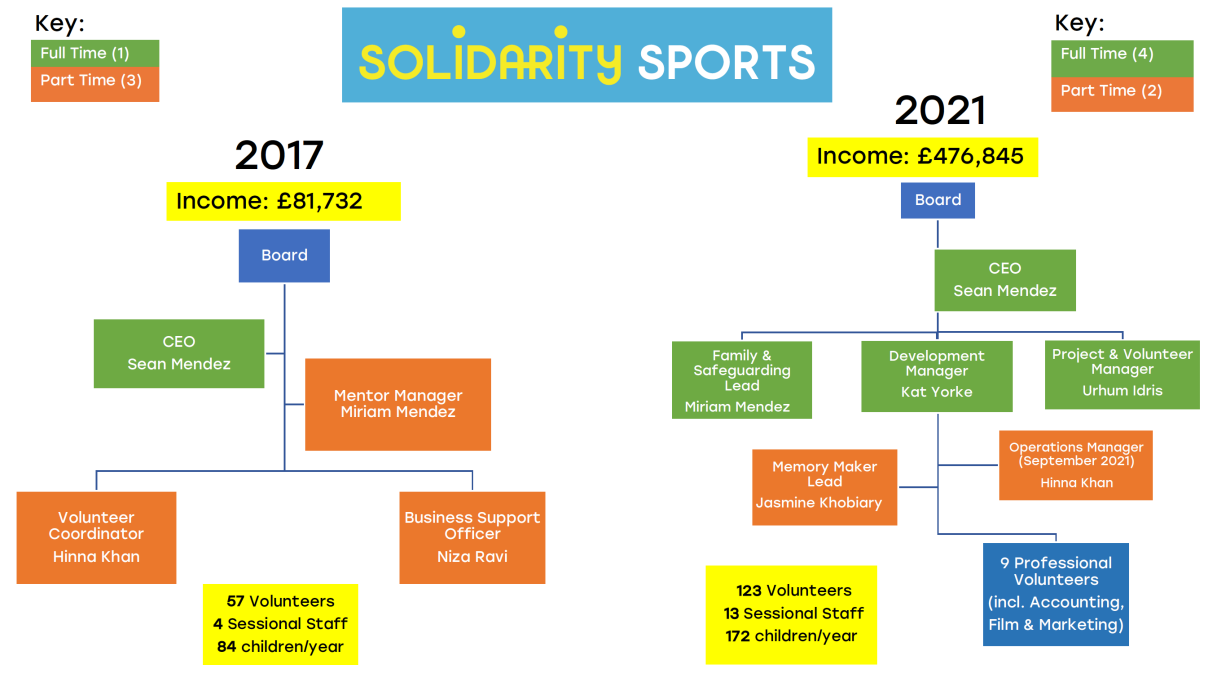 Key:
Full Time (1)
Part Time (3)
SOLIDARITY SPORTS
Key:
Full Time (4)
Part Time (2)
2017
Income: £81,732
Board
CEO
Sean Mendez
Mentor Manager
Miriam Mendez
Volunteer
Coordinator
Hinna Khan
Business Support
Officer
Niza Ravi
57 Volunteers
4 Sessional Staff
84 children/year
2021
Income: £476,845
Board
CEO
Sean Mendez
Family &
Safeguarding
Lead
Miriam Mendez
Development
Manager
Kat Yorke
Project & Volunteer
Manager
Urhum Idris
Memory Maker
Lead
Jasmine Khobiary
Operations Manager
(September 2021)
Hinna Khan
9 Professional
Volunteers
(incl. Accounting,
Film & Marketing)
123 Volunteers
13 Sessional Staff
172 children/year